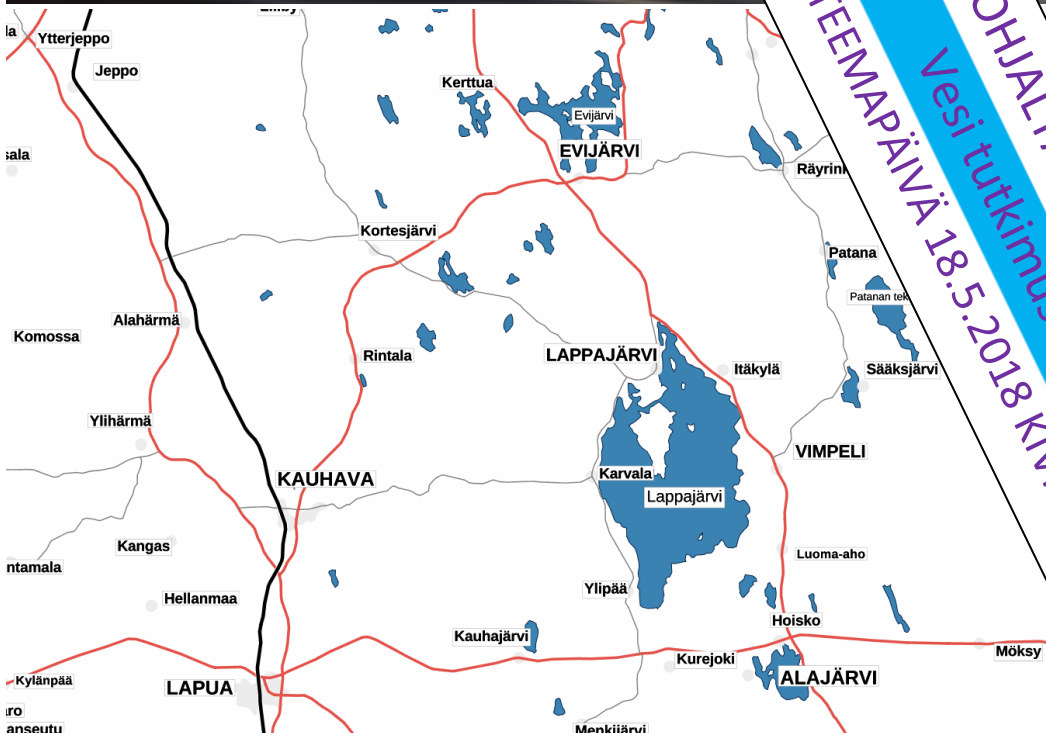 Ytterjeppo
Jeppo
Kerttua
Evijärvi
EVIJÄRVI
Kortesjärvi
Patana
Alahärmä
Komossa
LAPPAJÄRVI
Rintala
Itäkylä
Sääksjärvi
Ylihärmä
VIMPELI
KAUHAVA
Karvala
Lappajärvi
Kangas
Luoma-aho
Hellanmaa
Ylipää
Hoisko
Kauhajärvi
Kurejoki
Möksy
Kylänpää
LAPUA
ALAJÄRVI
Menkijärvi
Vesi tutkimus
TEEMAPÄIVÄ 18.5.2018